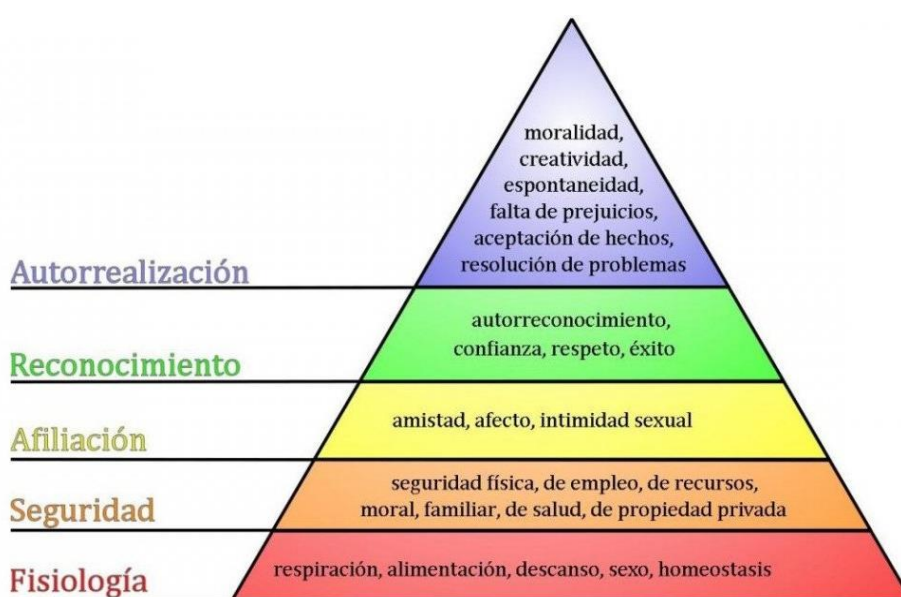 moralidad,
creatividad,
espontaneidad,
falta de prejuicios,
aceptación de hechos,
resolución de problemas
Autorrealización
autorreconocimiento,
confianza, respeto, éxito
Reconocimiento
amistad, afecto, intimidad sexual
Afiliación
seguridad física, de empleo, de recursos,
moral, familiar, de salud, de propiedad privada
Seguridad
respiración, alimentación, descanso, sexo, homeostasis
Fisiología